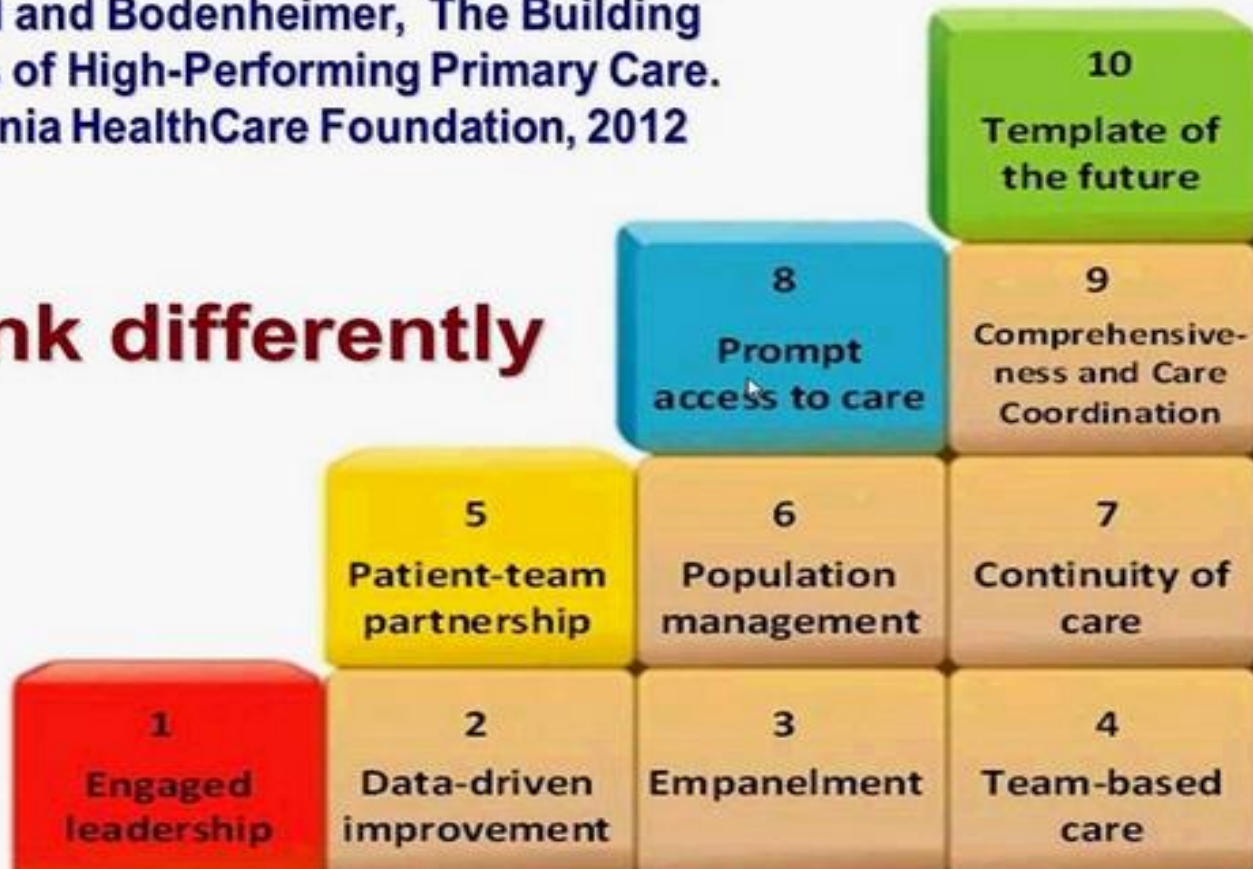 and Bodenheimer, The Building
of High-Performing Primary Care.
HealthCare Foundation, 2012
differently
10
Template of
the future
8
Prompt
access to care
9
Comprehensive-
ness and Care
Coordination
5
Patient-team
partnership
6
Population
management
7
Continuity of
care
1
Engaged
leadership
2
Data-driven
improvement
3
Empanelment
4
Team-based
care